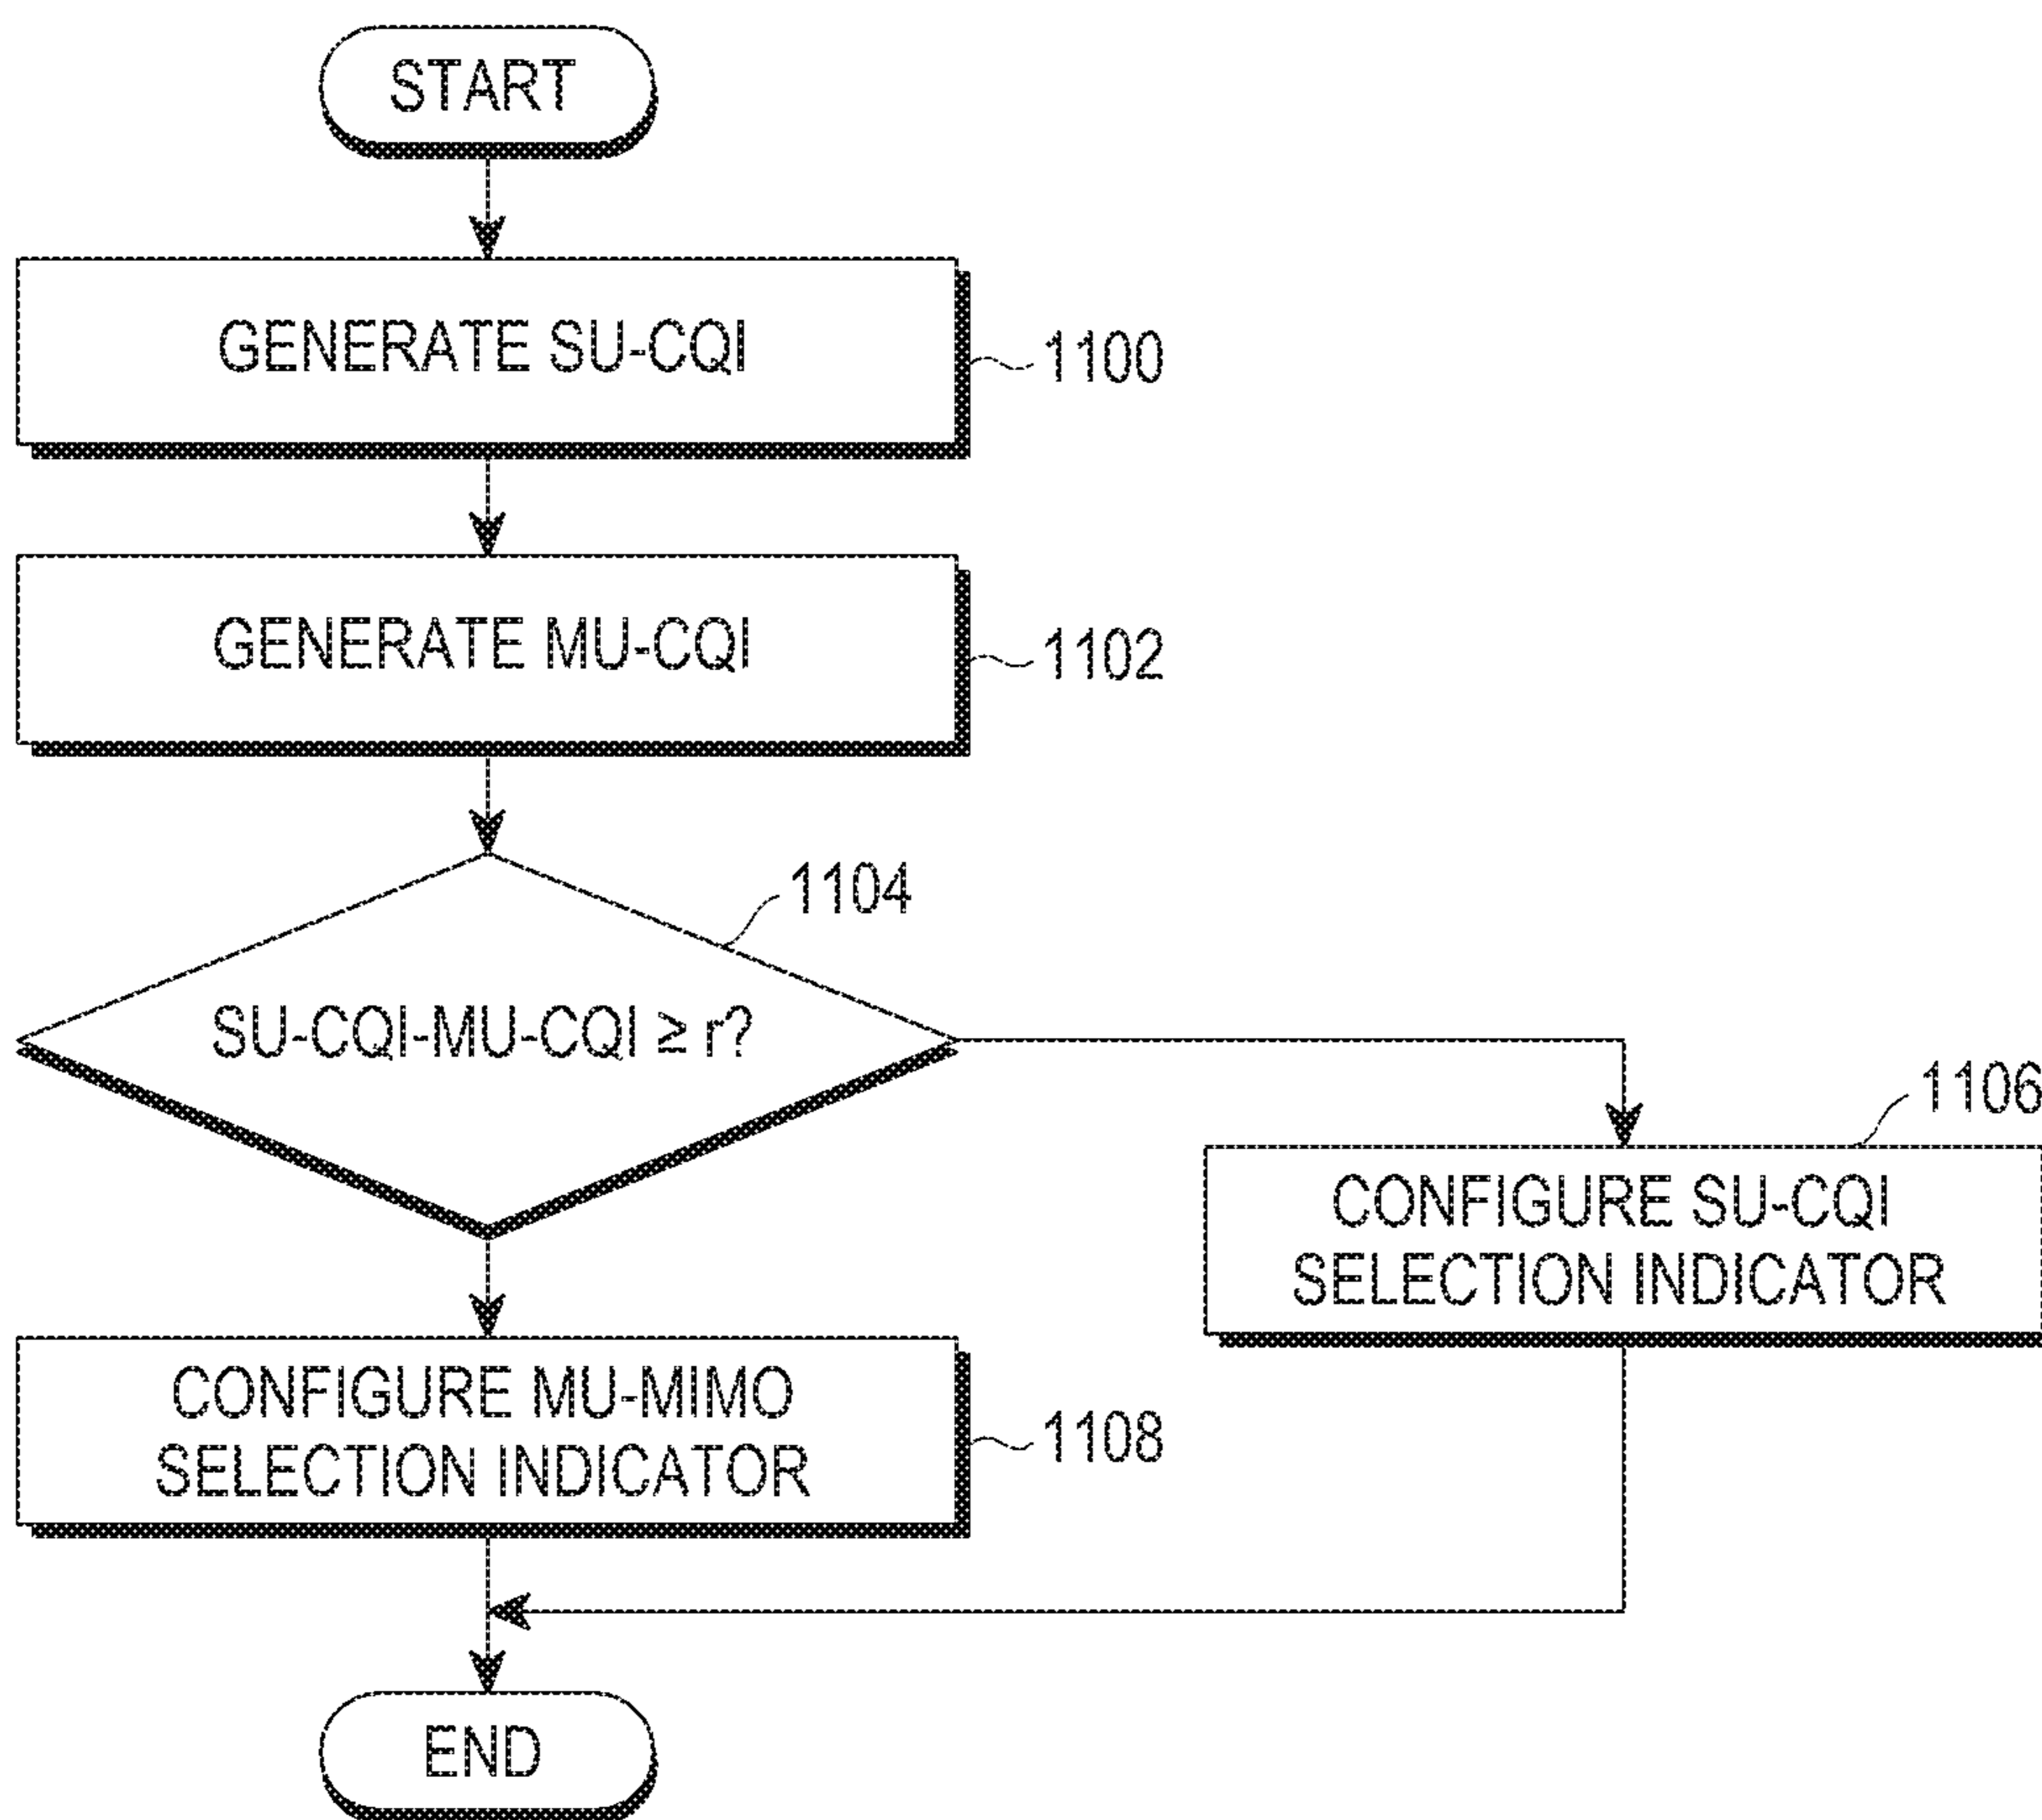 START
GENERATE SU-CQI
1100
GENERATE MU-CQI
1102
1104
SU-CQI-MU-CQI ≥ r?
1106
CONFIGURE SU-CQI
SELECTION INDICATOR
CONFIGURE MU-MIMO
SELECTION INDICATOR
1108
END